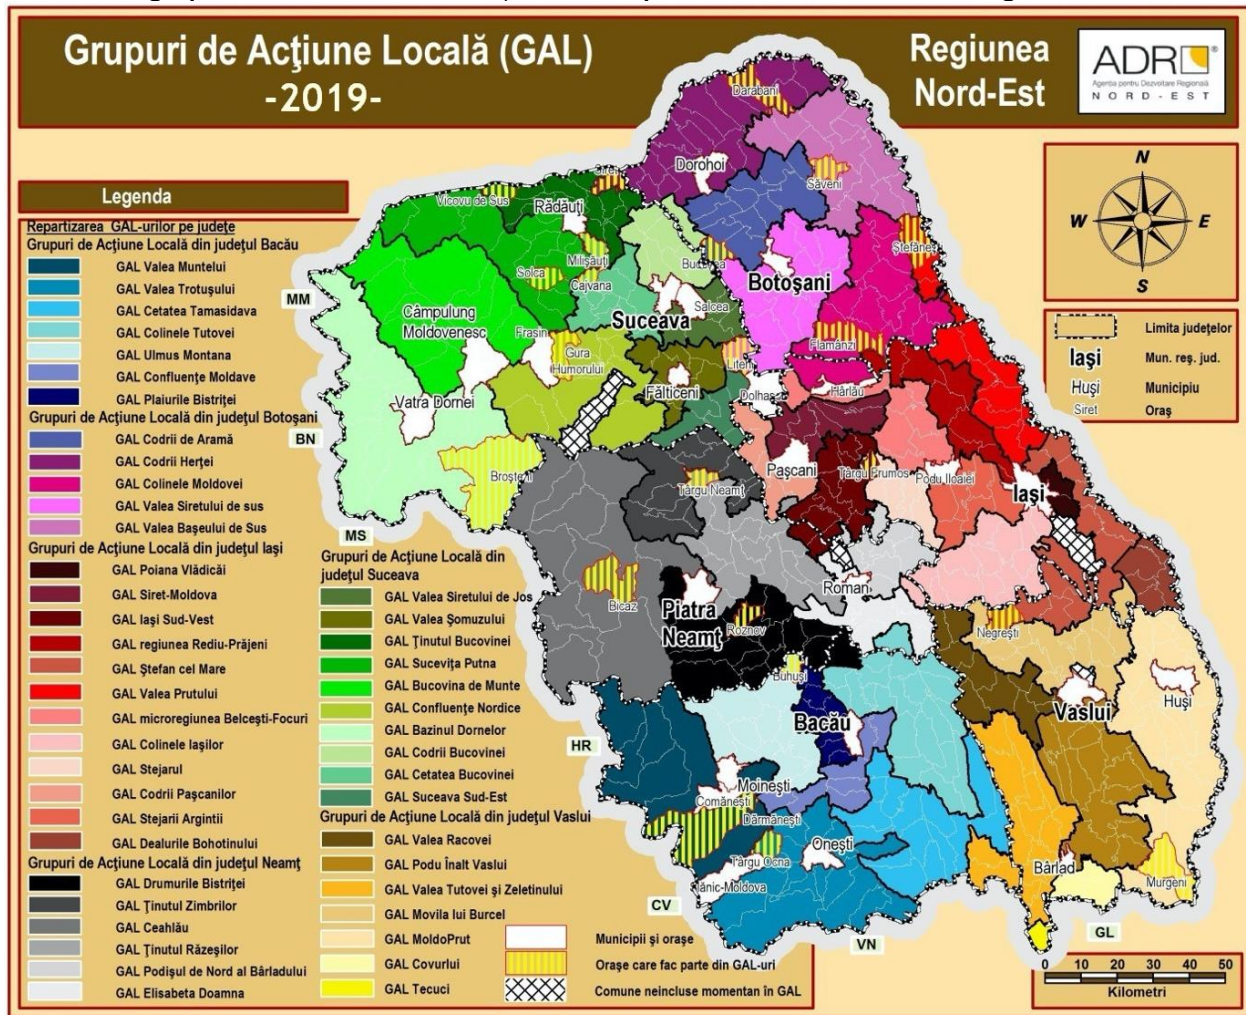 Grupuri de Acţiune Locală (GAL)
-2019-
Regiunea
Nord-Est
ADR
Agenţia pentru Dezvoltare Regională
NORD-EST
Legenda
Repartizarea GAL-urilor pe judeţe
Grupuri de Acţiune Locală din judeţul Bacău
GAL Valea Muntelui
GAL Valea Trotuşului
GAL Cetatea Tamasidava
GAL Colinele Tutovei
GAL Ulmus Montana
GAL Confluenţe Moldave
GAL Plaiurile Bistriţei
Grupuri de Acţiune Locală din judeţul Botoşani
GAL Codrii de Aramă
GAL Codrii Herţei
GAL Colinele Moldovei
GAL Valea Siretului de sus
GAL Valea Başeului de Sus
Grupuri de Acţiune Locală din judeţul Iaşi
GAL Poiana Vlădicăi
GAL Siret-Moldova
GAL Iaşi Sud-Vest
GAL regiunea Rediu-Prăjeni
GAL Ştefan cel Mare
GAL Valea Prutului
GAL microregiunea Belceşti-Focuri
GAL Colinele Iaşilor
GAL Stejarul
GAL Codrii Paşcanilor
GAL Stejarii Argintii
GAL Dealurile Bohotinului
Grupuri de Acţiune Locală din judeţul Neamţ
GAL Drumurile Bistriţei
GAL Ţinutul Zimbrilor
GAL Ceahlău
GAL Ţinutul Răzeşilor
GAL Podişul de Nord al Bârladului
GAL Elisabeta Doamna
Grupuri de Acţiune Locală din
judeţul Suceava
GAL Valea Siretului de Jos
GAL Valea Şomuzului
GAL Ţinutul Bucovinei
GAL Suceviţa Putna
GAL Bucovina de Munte
GAL Confluenţe Nordice
GAL Bazinul Dornelor
GAL Codrii Bucovinei
GAL Cetatea Bucovinei
GAL Suceava Sud-Est
Grupuri de Acţiune Locală din judeţul Vaslui
GAL Valea Racovei
GAL Podu Înalt Vaslui
GAL Valea Tutovei şi Zeletinului
GAL Movila lui Burcel
GAL MoldoPrut
GAL Covurlui
GAL Tecuci
Municipii şi oraşe
Oraşe care fac parte din GAL-uri
Comune neincluse momentan în GAL
N
W E
S
Limita judeţelor
Iaşi Mun. reş. jud.
Huşi Municipiu
Siret Oraş
Darabani
Dorohoi
Săveni
Siret
Vicovu de Sus
Rădăuţi
Milişăuţi
Solca
Cajvana
Bucecea
Botoşani
MM
Câmpulung
Moldovenesc
Suceava
Salcea
Frasin
Gura
Humorului
Liteni
Flamânzi
Fălticeni
Dolhas
Hârlău
Vatra Dornei
BN
Broşteni
Târgu Neamţ
Paşcani
Târgu Frumos
Podu Iloaiei
Iaşi
MS
Bicaz
Piatra
Neamţ
Roznov
Roman
Negreşti
Buhuşi
Bacău
Vaslui
Huşi
HR
Moineşti
Comăneşti
Dărmăneşti
Târgu Ocna
Oneşti
CV
VN
Bârlad
Murgeni
GL
0 10 20 30 40 50
Kilometri